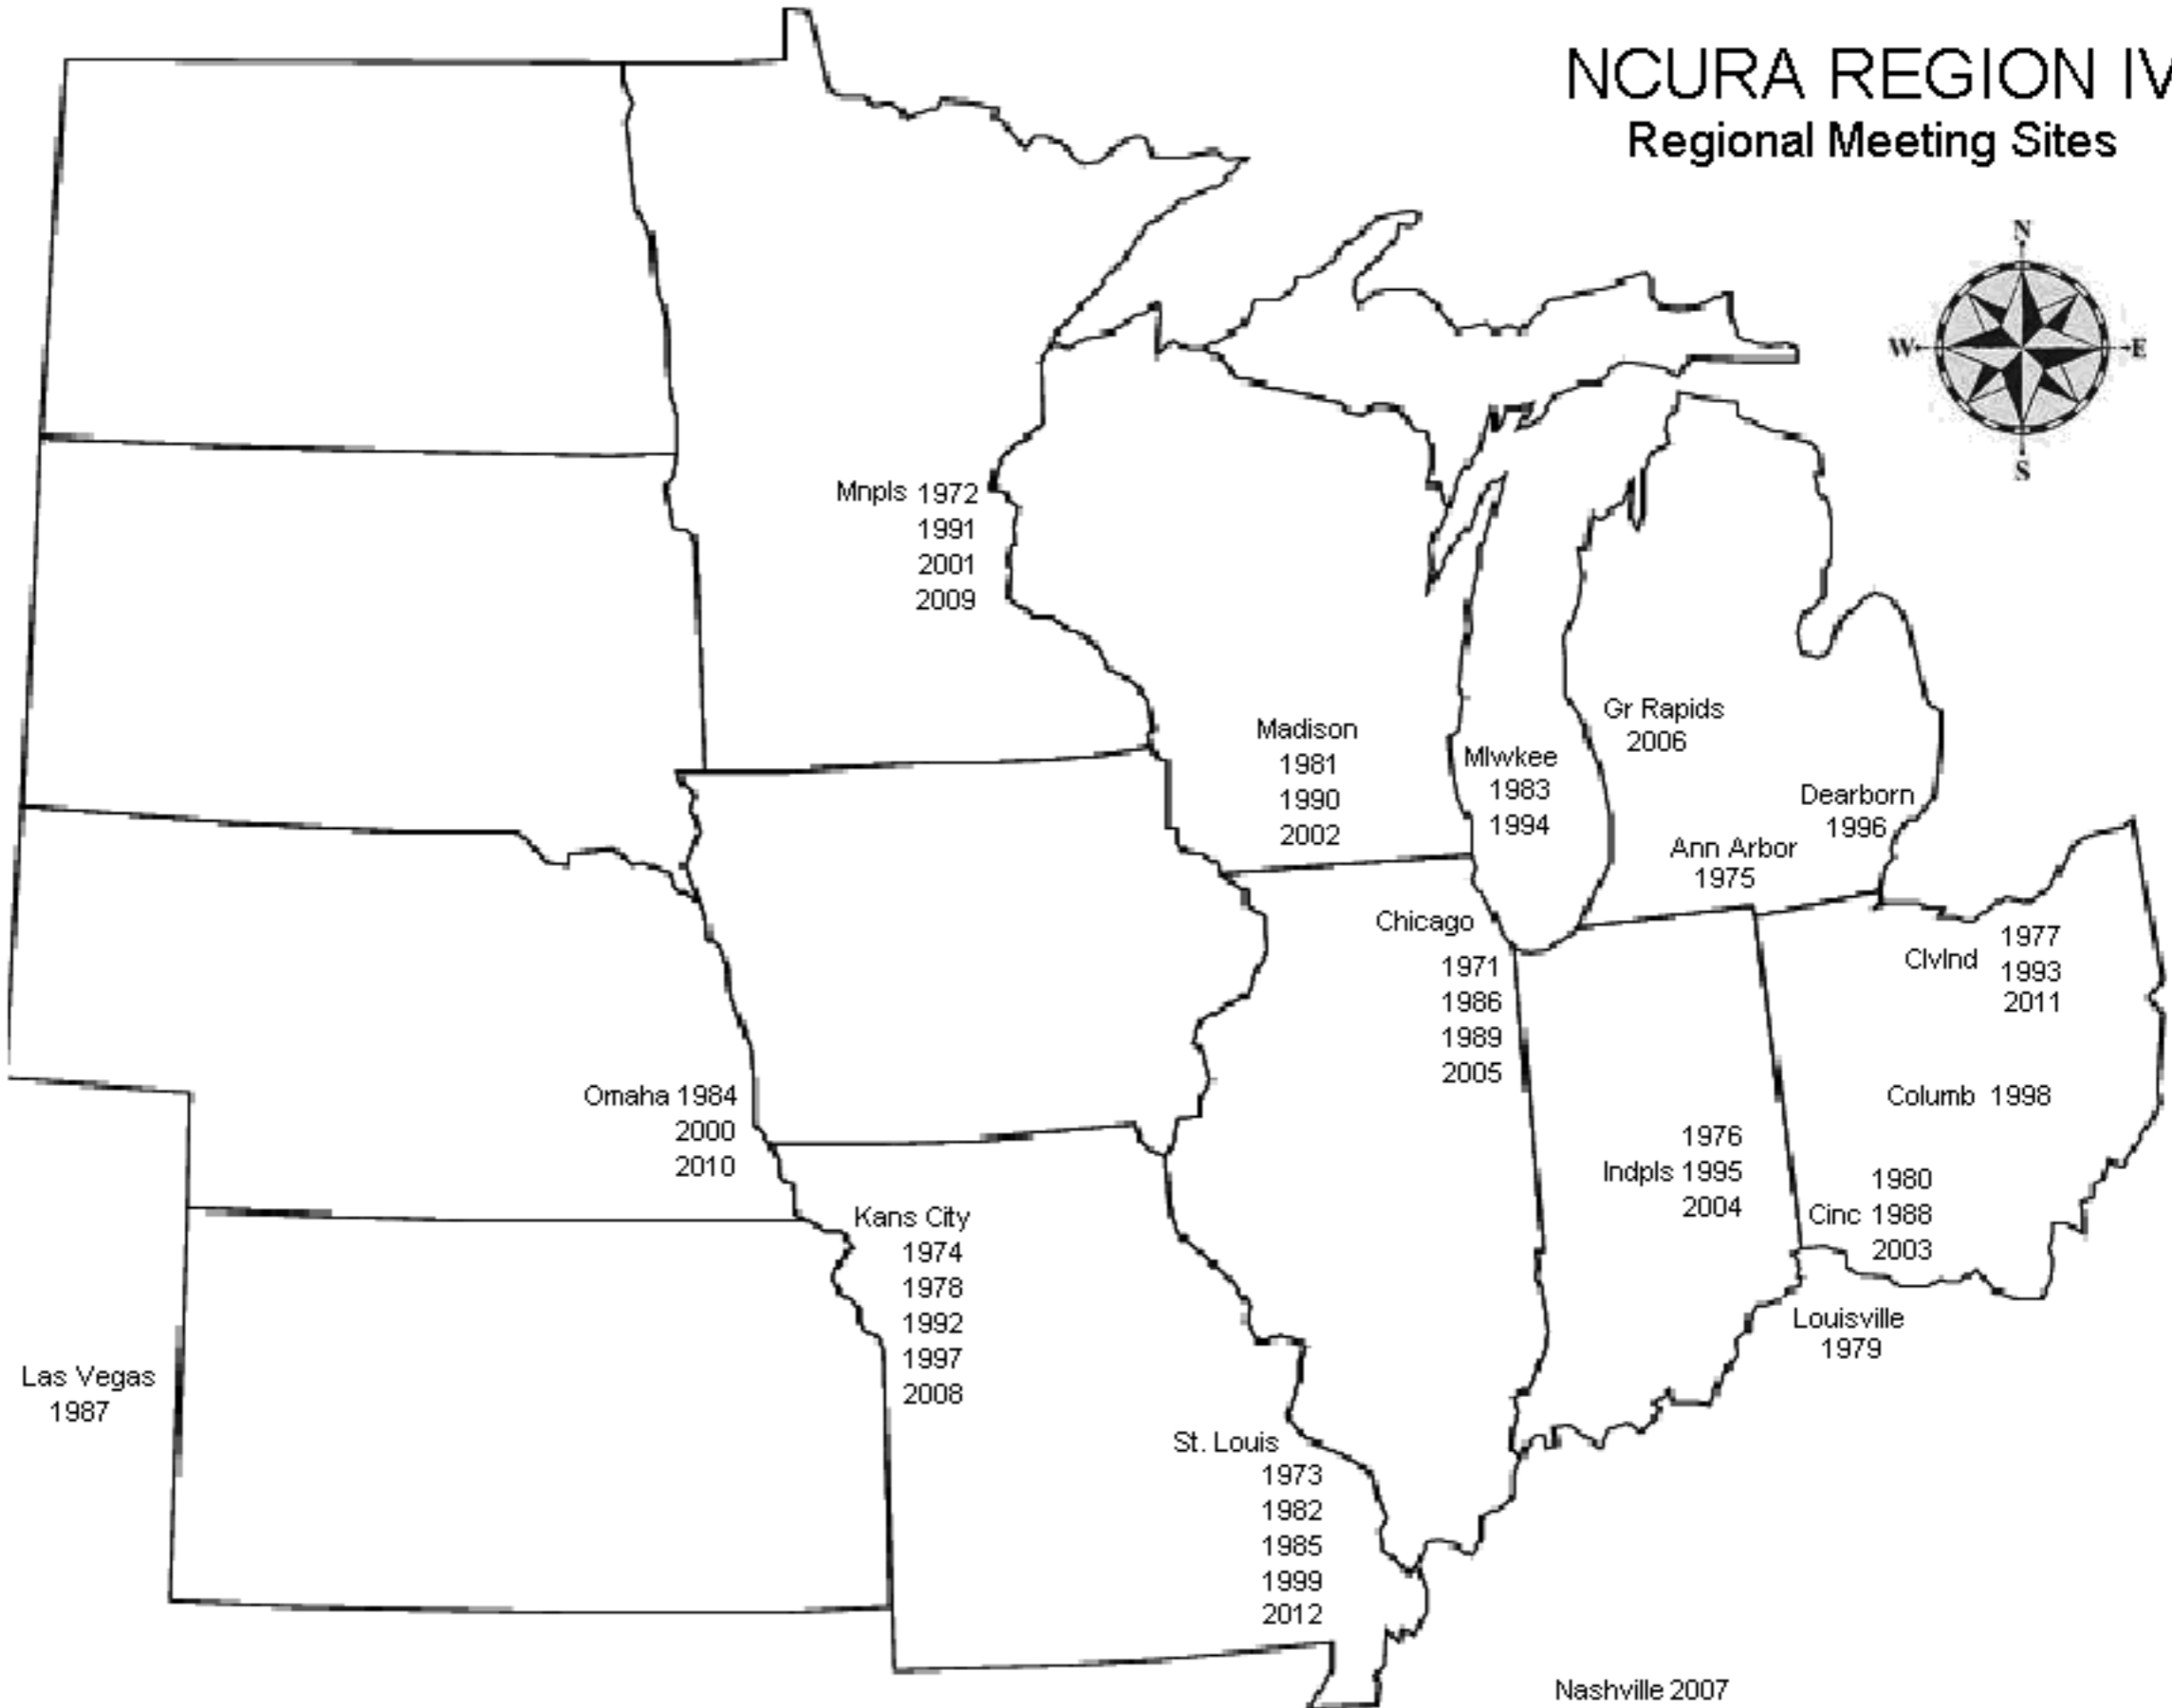 NCURA REGION IV
Regional Meeting Sites
N
W
E
S
Mnpls 1972
1991
2001
2009
Madison
1981
1990
2002
Mlwkee
1983
1994
Gr Rapids
2006
Dearborn
1996
Ann Arbor
1975
Chicago
1971
1986
1989
2005
Clvlnd
1977
1993
2011
Columb 1998
Omaha 1984
2000
2010
1976
Indpls 1995
2004
1980
Cinc 1988
2003
Kans City
1974
1978
1992
1997
2008
Louisville
1979
Las Vegas
1987
St. Louis
1973
1982
1985
1999
2012
Nashville 2007